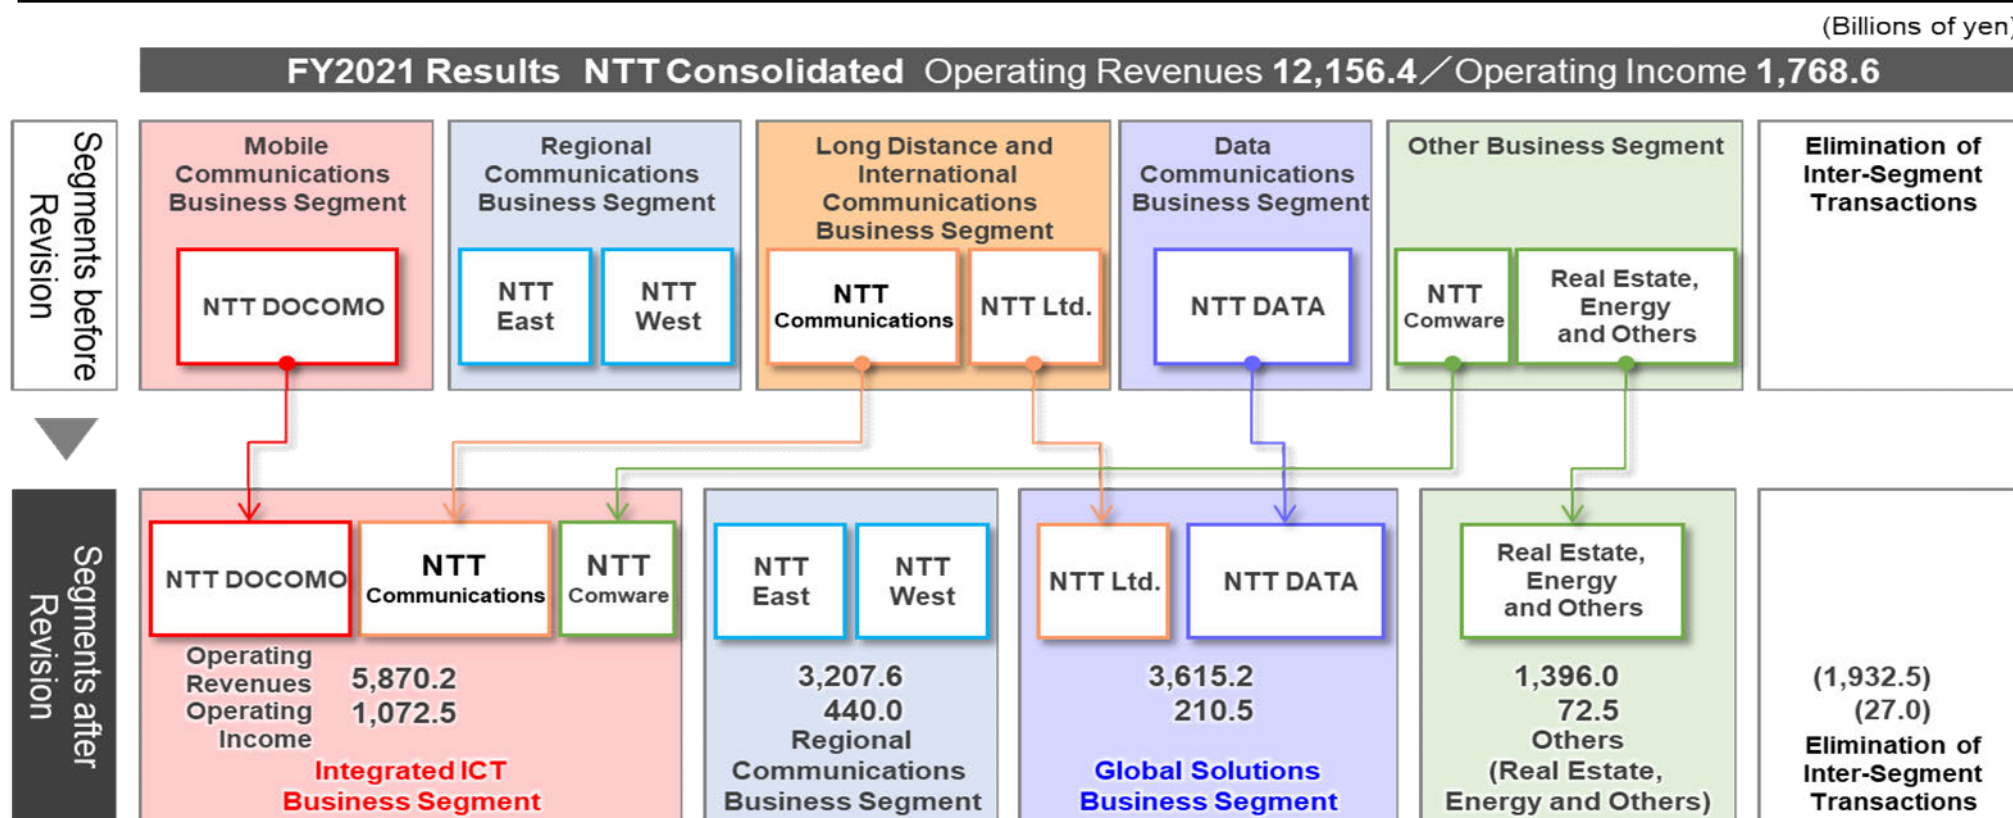 (Billions of yen)
FY2021 Results NTT Consolidated Operating Revenues 12,156.4／Operating Income 1,768.6
Segments before
Revision
Mobile
Communications
Business Segment
NTT DOCOMO
Regional
Communications
Business Segment
NTT
East
NTT
West
Long Distance and
International
Communications
Business Segment
NTT
Communications
NTT Ltd.
Data
Communications
Business Segment
NTT DATA
Other Business Segment
NTT
Comware
Real Estate,
Energy
and Others
Elimination of
Inter-Segment
Transactions
Segments after
Revision
NTT DOCOMO
NTT
Communications
NTT
Comware
Operating
Revenues 5,870.2
Operating
Income 1,072.5
Integrated ICT
Business Segment
NTT
East
NTT
West
3,207.6
440.0
Regional
Communications
Business Segment
NTT Ltd.
NTT DATA
3,615.2
210.5
Global Solutions
Business Segment
Real Estate,
Energy
and Others
1,396.0
72.5
Others
(Real Estate,
Energy and Others)
(1,932.5)
(27.0)
Elimination of
Inter-Segment
Transactions